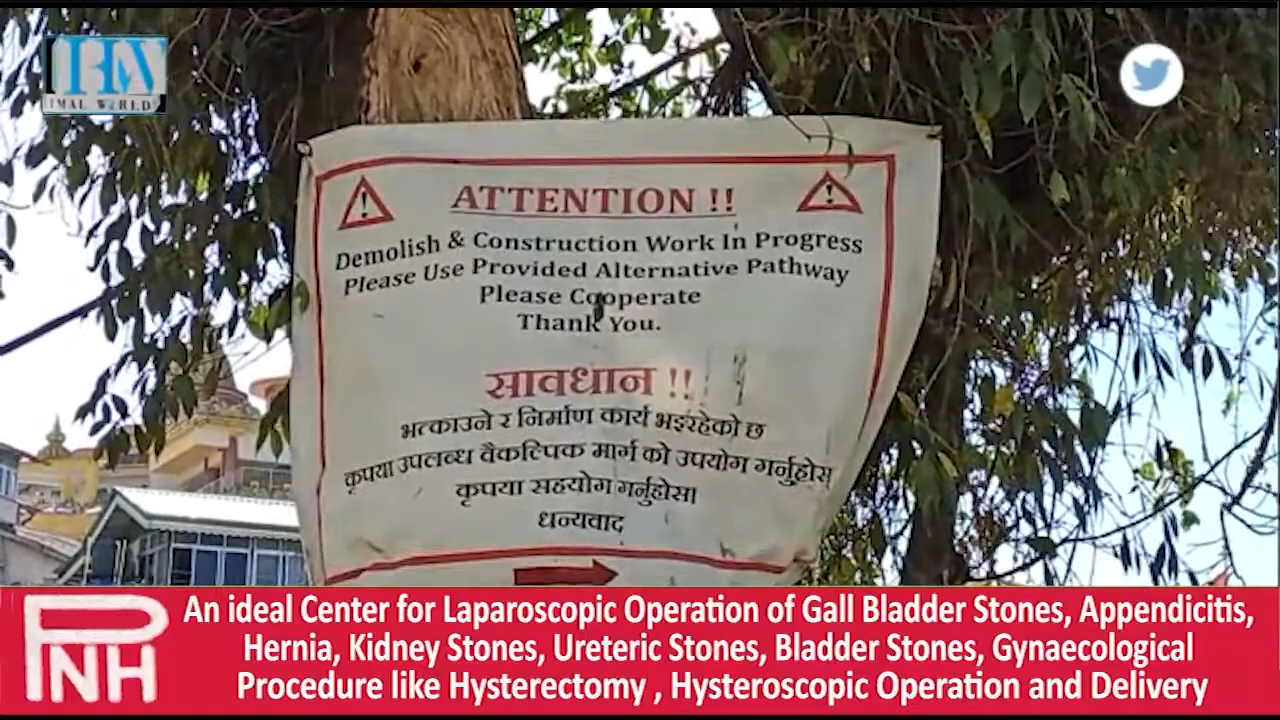 IMAL WORLD
ATTENTION !!
Demolish & Construction Work In Progress
Please Use Provided Alternative Pathway
Please Cooperate
Thank You.
सावधान !!
भत्काउने र निर्माण कार्य भइरहेको छ
कृपया उपलब्ध वैकल्पिक मार्ग को उपयोग गर्नुहोस्
कृपया सहयोग गर्नुहोस।
धन्यवाद
PNH
An ideal Center for Laparoscopic Operation of Gall Bladder Stones, Appendicitis,
Hernia, Kidney Stones, Ureteric Stones, Bladder Stones, Gynaecological
Procedure like Hysterectomy , Hysteroscopic Operation and Delivery